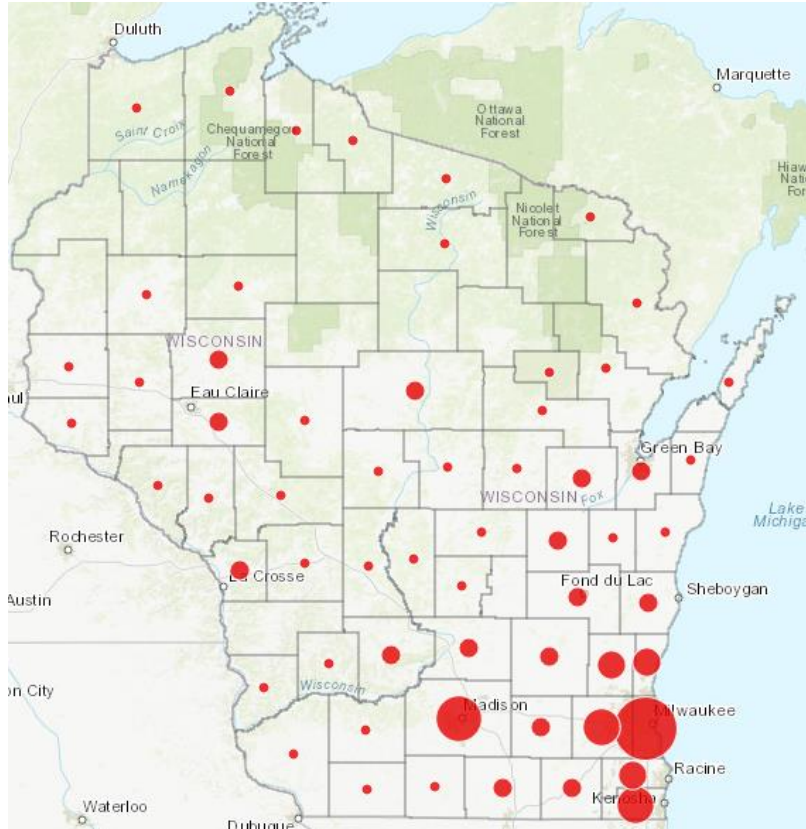 Duluth
Marquette
Ottawa
National
Forest
Saint Croix
Chequamegon
National
Forest
Namekagon
Wisconsin
Nicolet
National
Forest
WISCONSIN
Eau Claire
Green Bay
WISCONSIN
Fox
Lake
Rochester
La Crosse
Austin
Fond du Lac
Sheboygan
Wisconsin
Madison
Milwaukee
Racine
Kenosha
Waterloo
Dubuque